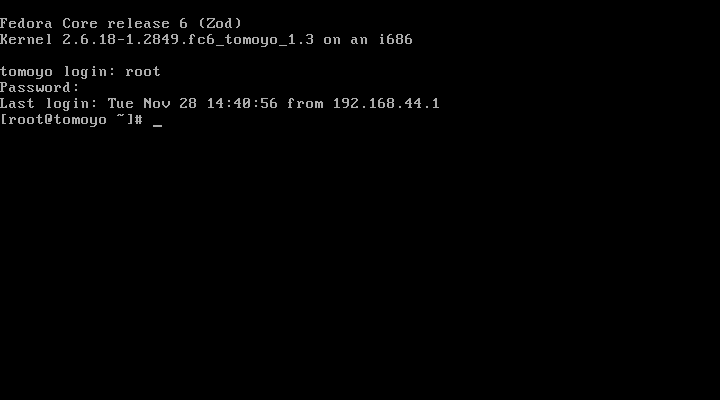 Fedora Core release 6 (Zod)
Kernel 2.6.18-1.2849.fc6_tomoyo_1.3 on an i686
tomoyo login: root
Password:
Last login: Tue Nov 28 14:40:56 from 192.168.44.1
[root@tomoyo ~]# _